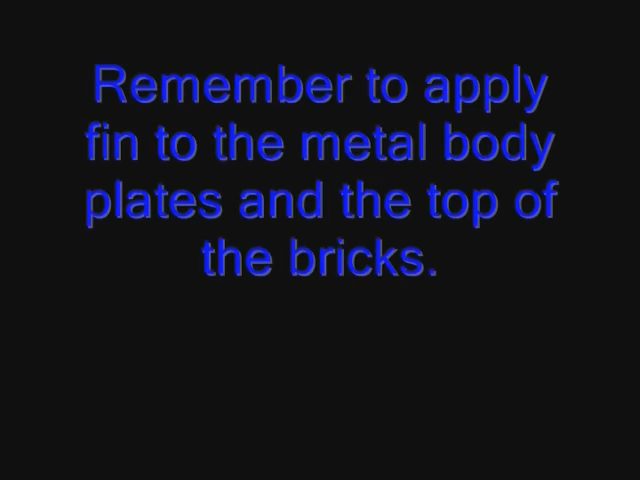 Remember to apply
fin to the metal body
plates and the top of
the bricks.